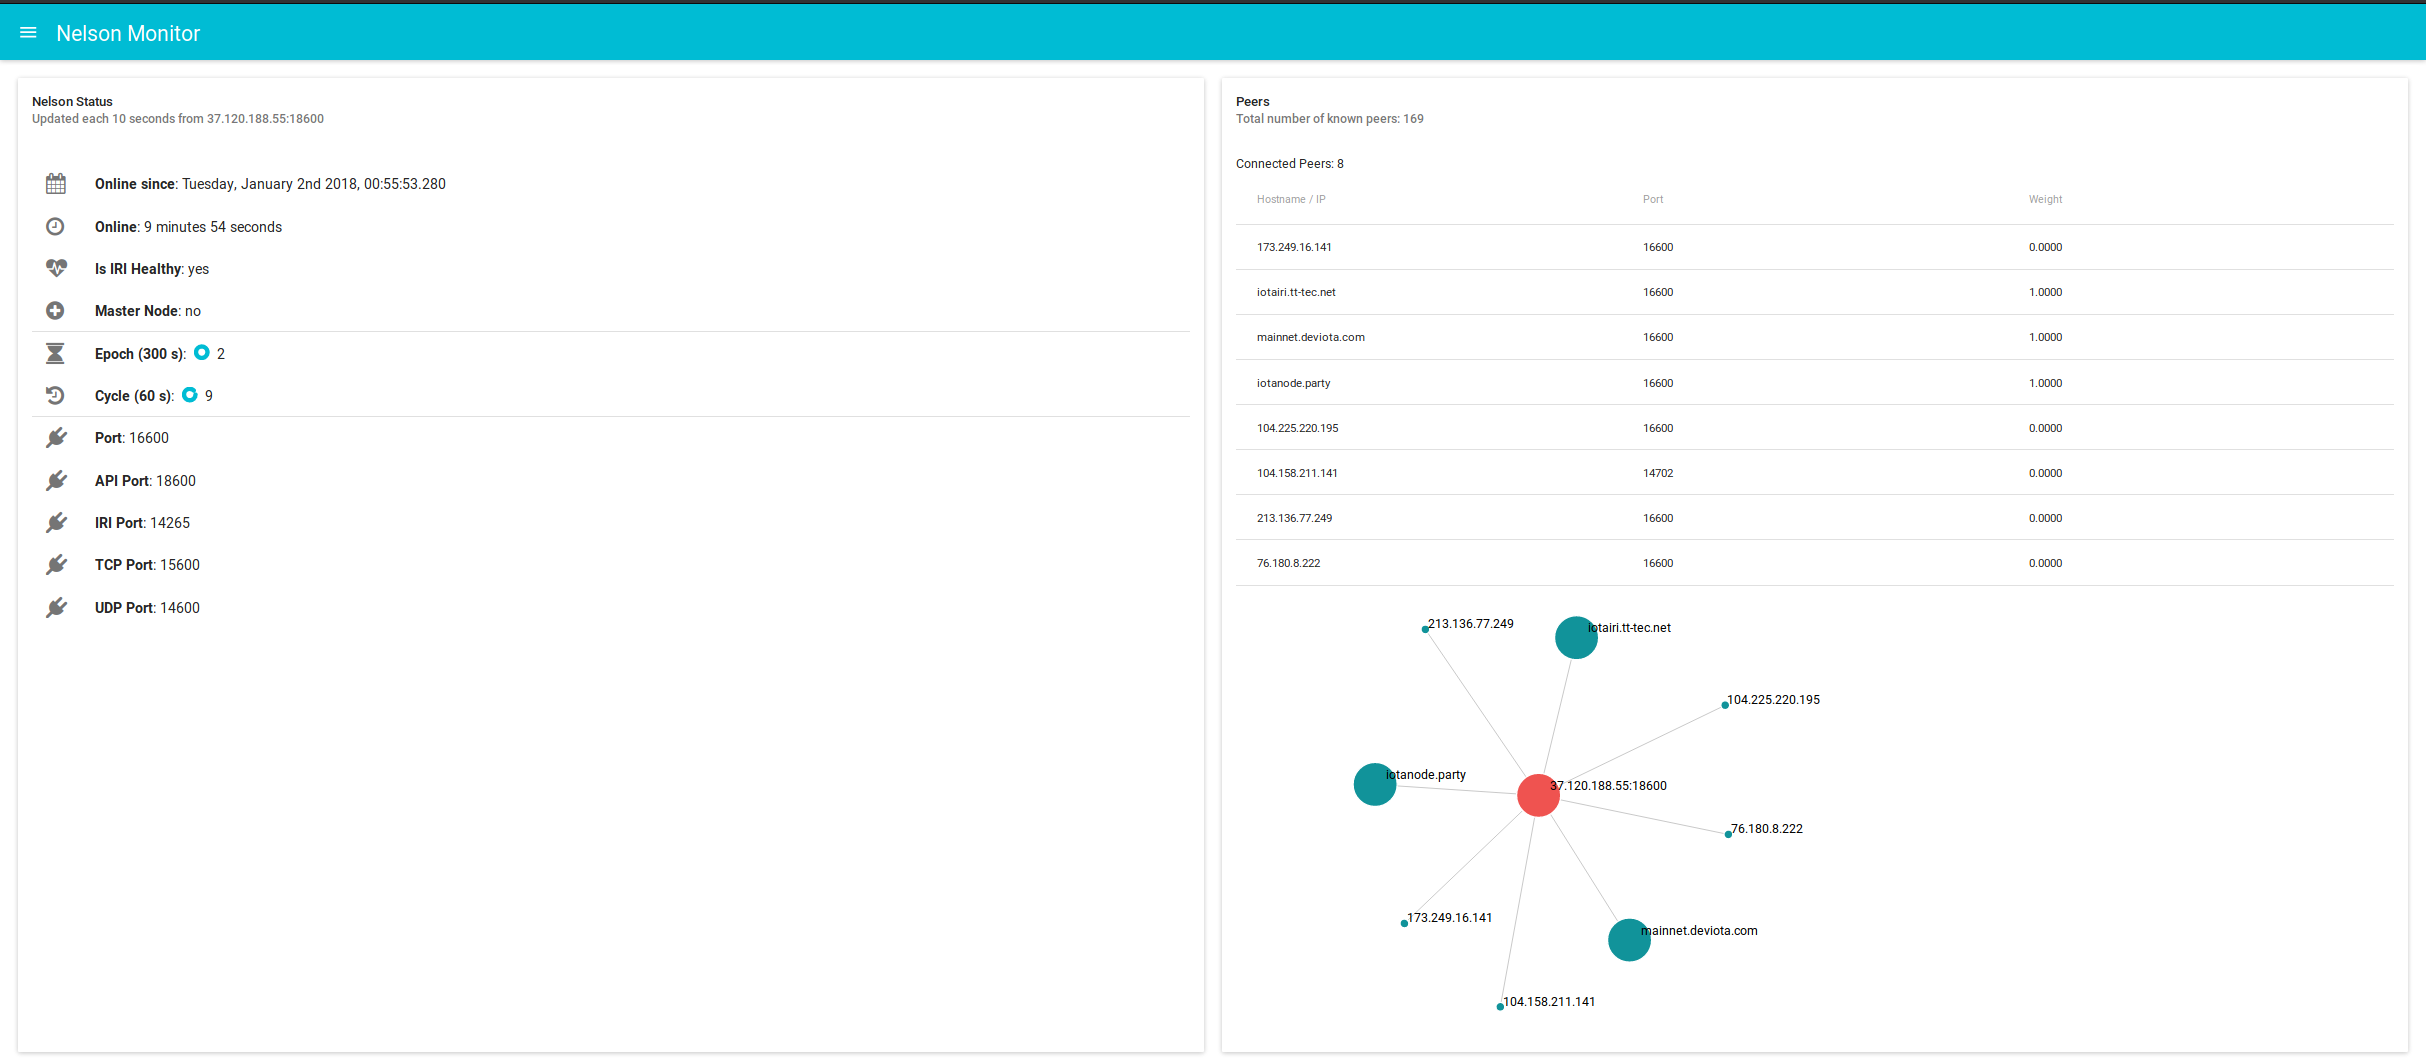 Nelson Monitor
Nelson Status
Updated each 10 seconds from 37.120.188.55:18600
Online since: Tuesday, January 2nd 2018, 00:55:53.280
Online: 9 minutes 54 seconds
Is IRI Healthy: yes
Master Node: no
Epoch (300 s): 2
Cycle (60 s): 9
Port: 16600
API Port: 18600
IRI Port: 14265
TCP Port: 15600
UDP Port: 14600
Peers
Total number of known peers: 169
Connected Peers: 8
Hostname / IP Port Weight
173.249.16.141 16600 0.0000
iotairi.tt-tec.net 16600 1.0000
mainnet.deviota.com 16600 1.0000
iotanode.party 16600 1.0000
104.225.220.195 16600 0.0000
104.158.211.141 14702 0.0000
213.136.77.249 16600 0.0000
76.180.8.222 16600 0.0000
213.136.77.249
iotairi.tt-tec.net
104.225.220.195
iotanode.party
37.120.188.55:18600
76.180.8.222
173.249.16.141
mainnet.deviota.com
104.158.211.141